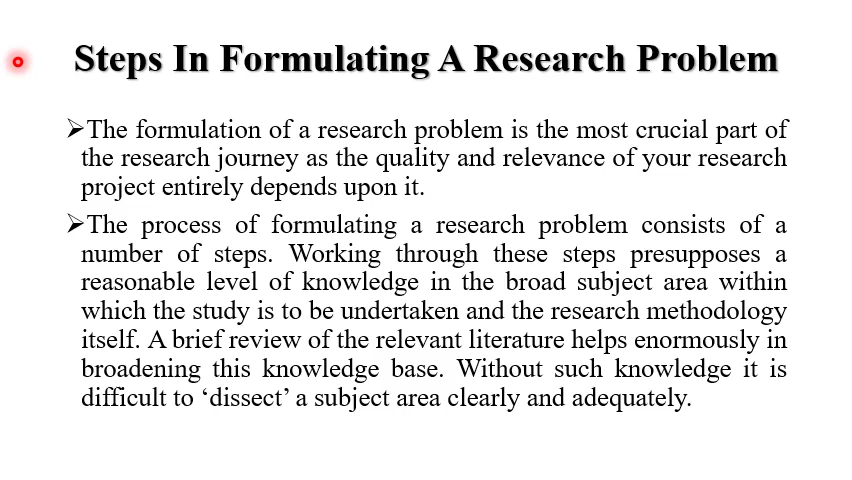 Steps In Formulating A Research Problem
➢The formulation of a research problem is the most crucial part of
the research journey as the quality and relevance of your research
project entirely depends upon it.
➢The process of formulating a research problem consists of a
number of steps. Working through these steps presupposes a
reasonable level of knowledge in the broad subject area within
which the study is to be undertaken and the research methodology
itself. A brief review of the relevant literature helps enormously in
broadening this knowledge base. Without such knowledge it is
difficult to ‘dissect’ a subject area clearly and adequately.